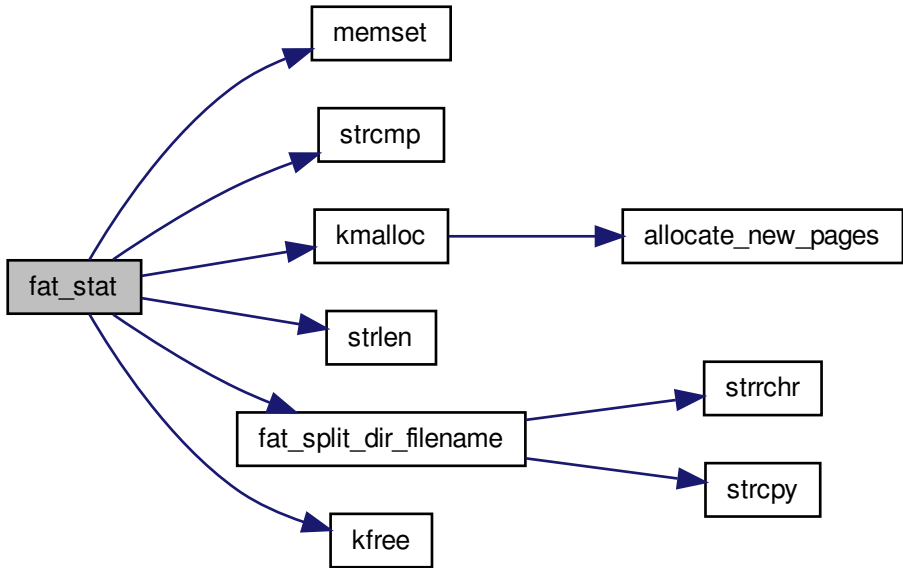 memset
strcmp
kmalloc
allocate_new_pages
fat_stat
strlen
strrchr
fat_split_dir_filename
strcpy
kfree